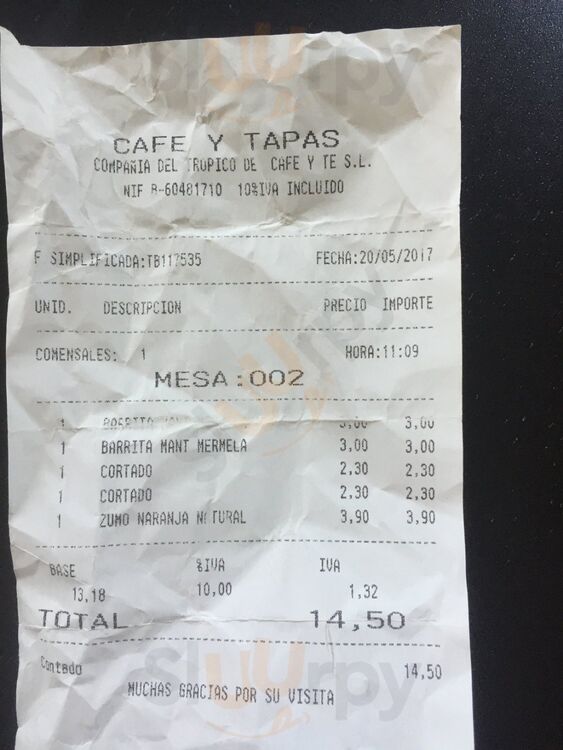 CAFE Y TAPAS
COMPAÑIA DEL TROPICO DE CAFE Y TE S.L.
NIF B-60481710 10%IVA INCLUIDO
F SIMPLIFICADA:TB117535
FECHA:20/05/2017
UNID. DESCRIPCION PRECIO IMPORTE
COMENSALES: 1 HORA:11:09
MESA:002
1 BARRITA 3,00 3,00
1 BARRITA MANT MERMELA 3,00 3,00
1 CORTADO 2,30 2,30
1 CORTADO 2,30 2,30
1 ZUMO NARANJA NATURAL 3,90 3,90
BASE %IVA IVA
13,18 10,00 1,32
TOTAL 14,50
Contado 14,50
MUCHAS GRACIAS POR SU VISITA
Sluurpy
Sluurpy
Sluurpy